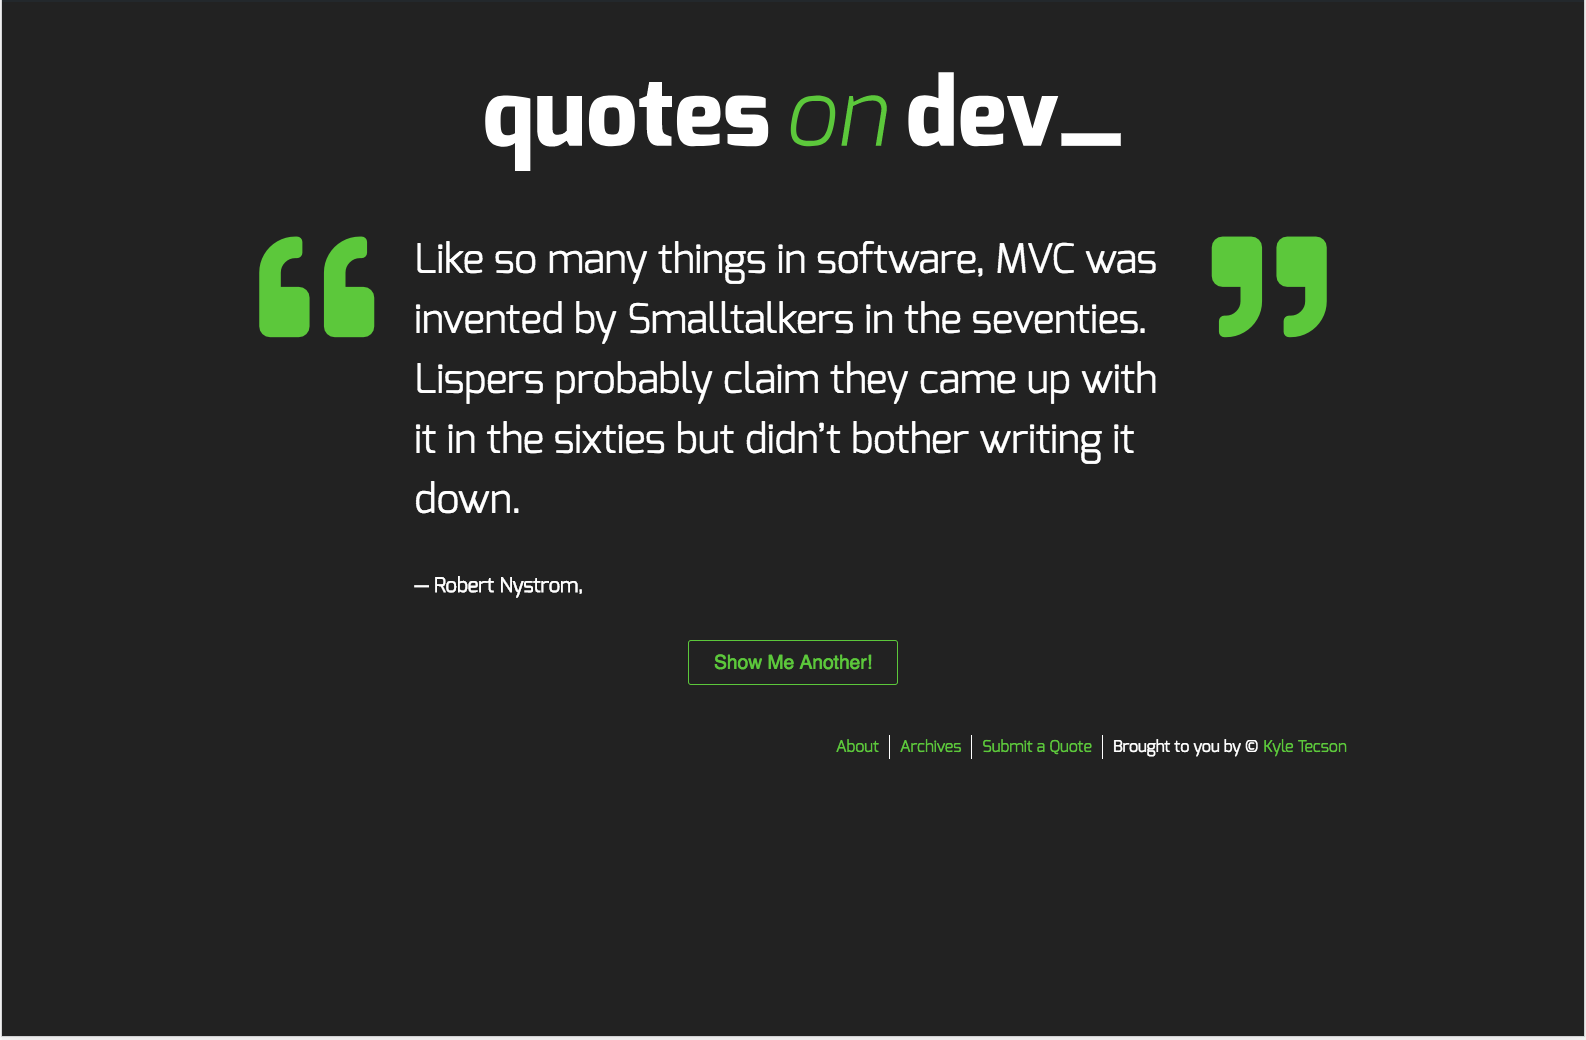 quotes on dev_
“ Like so many things in software, MVC was ”
invented by Smalltalkers in the seventies.
Lispers probably claim they came up with
it in the sixties but didn’t bother writing it
down.
— Robert Nystrom,
Show Me Another!
About | Archives | Submit a Quote | Brought to you by © Kyle Tecson